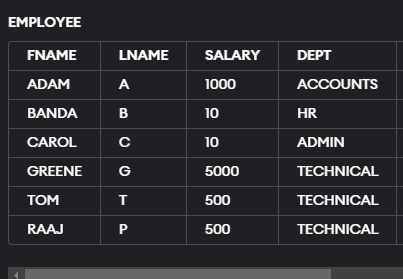 EMPLOYEE
FNAME LNAME SALARY DEPT
ADAM A 1000 ACCOUNTS
BANDA B 10 HR
CAROL C 10 ADMIN
GREENE G 5000 TECHNICAL
TOM T 500 TECHNICAL
RAAJ P 500 TECHNICAL